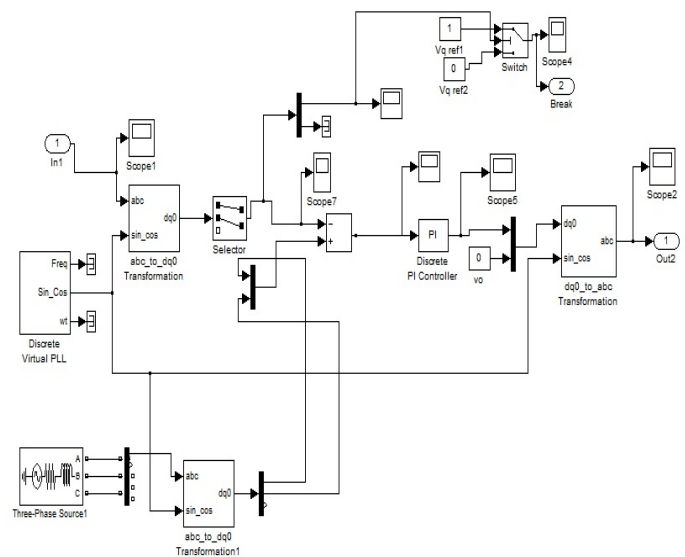 1
Vq ref1
0
Vq ref2
Switch
Scope4
2
Break
1
In1
Scope1
abc
sin_cos
dq0
abc_to_dq0
Transformation
Selector
Scope7
−
+
PI
Discrete
PI Controller
Scope5
0
vo
dq0
sin_cos
abc
dq0_to_abc
Transformation
Scope2
1
Out2
Freq
Sin_Cos
wt
Discrete
Virtual PLL
A
B
C
Three-Phase Source1
abc
sin_cos
dq0
abc_to_dq0
Transformation1